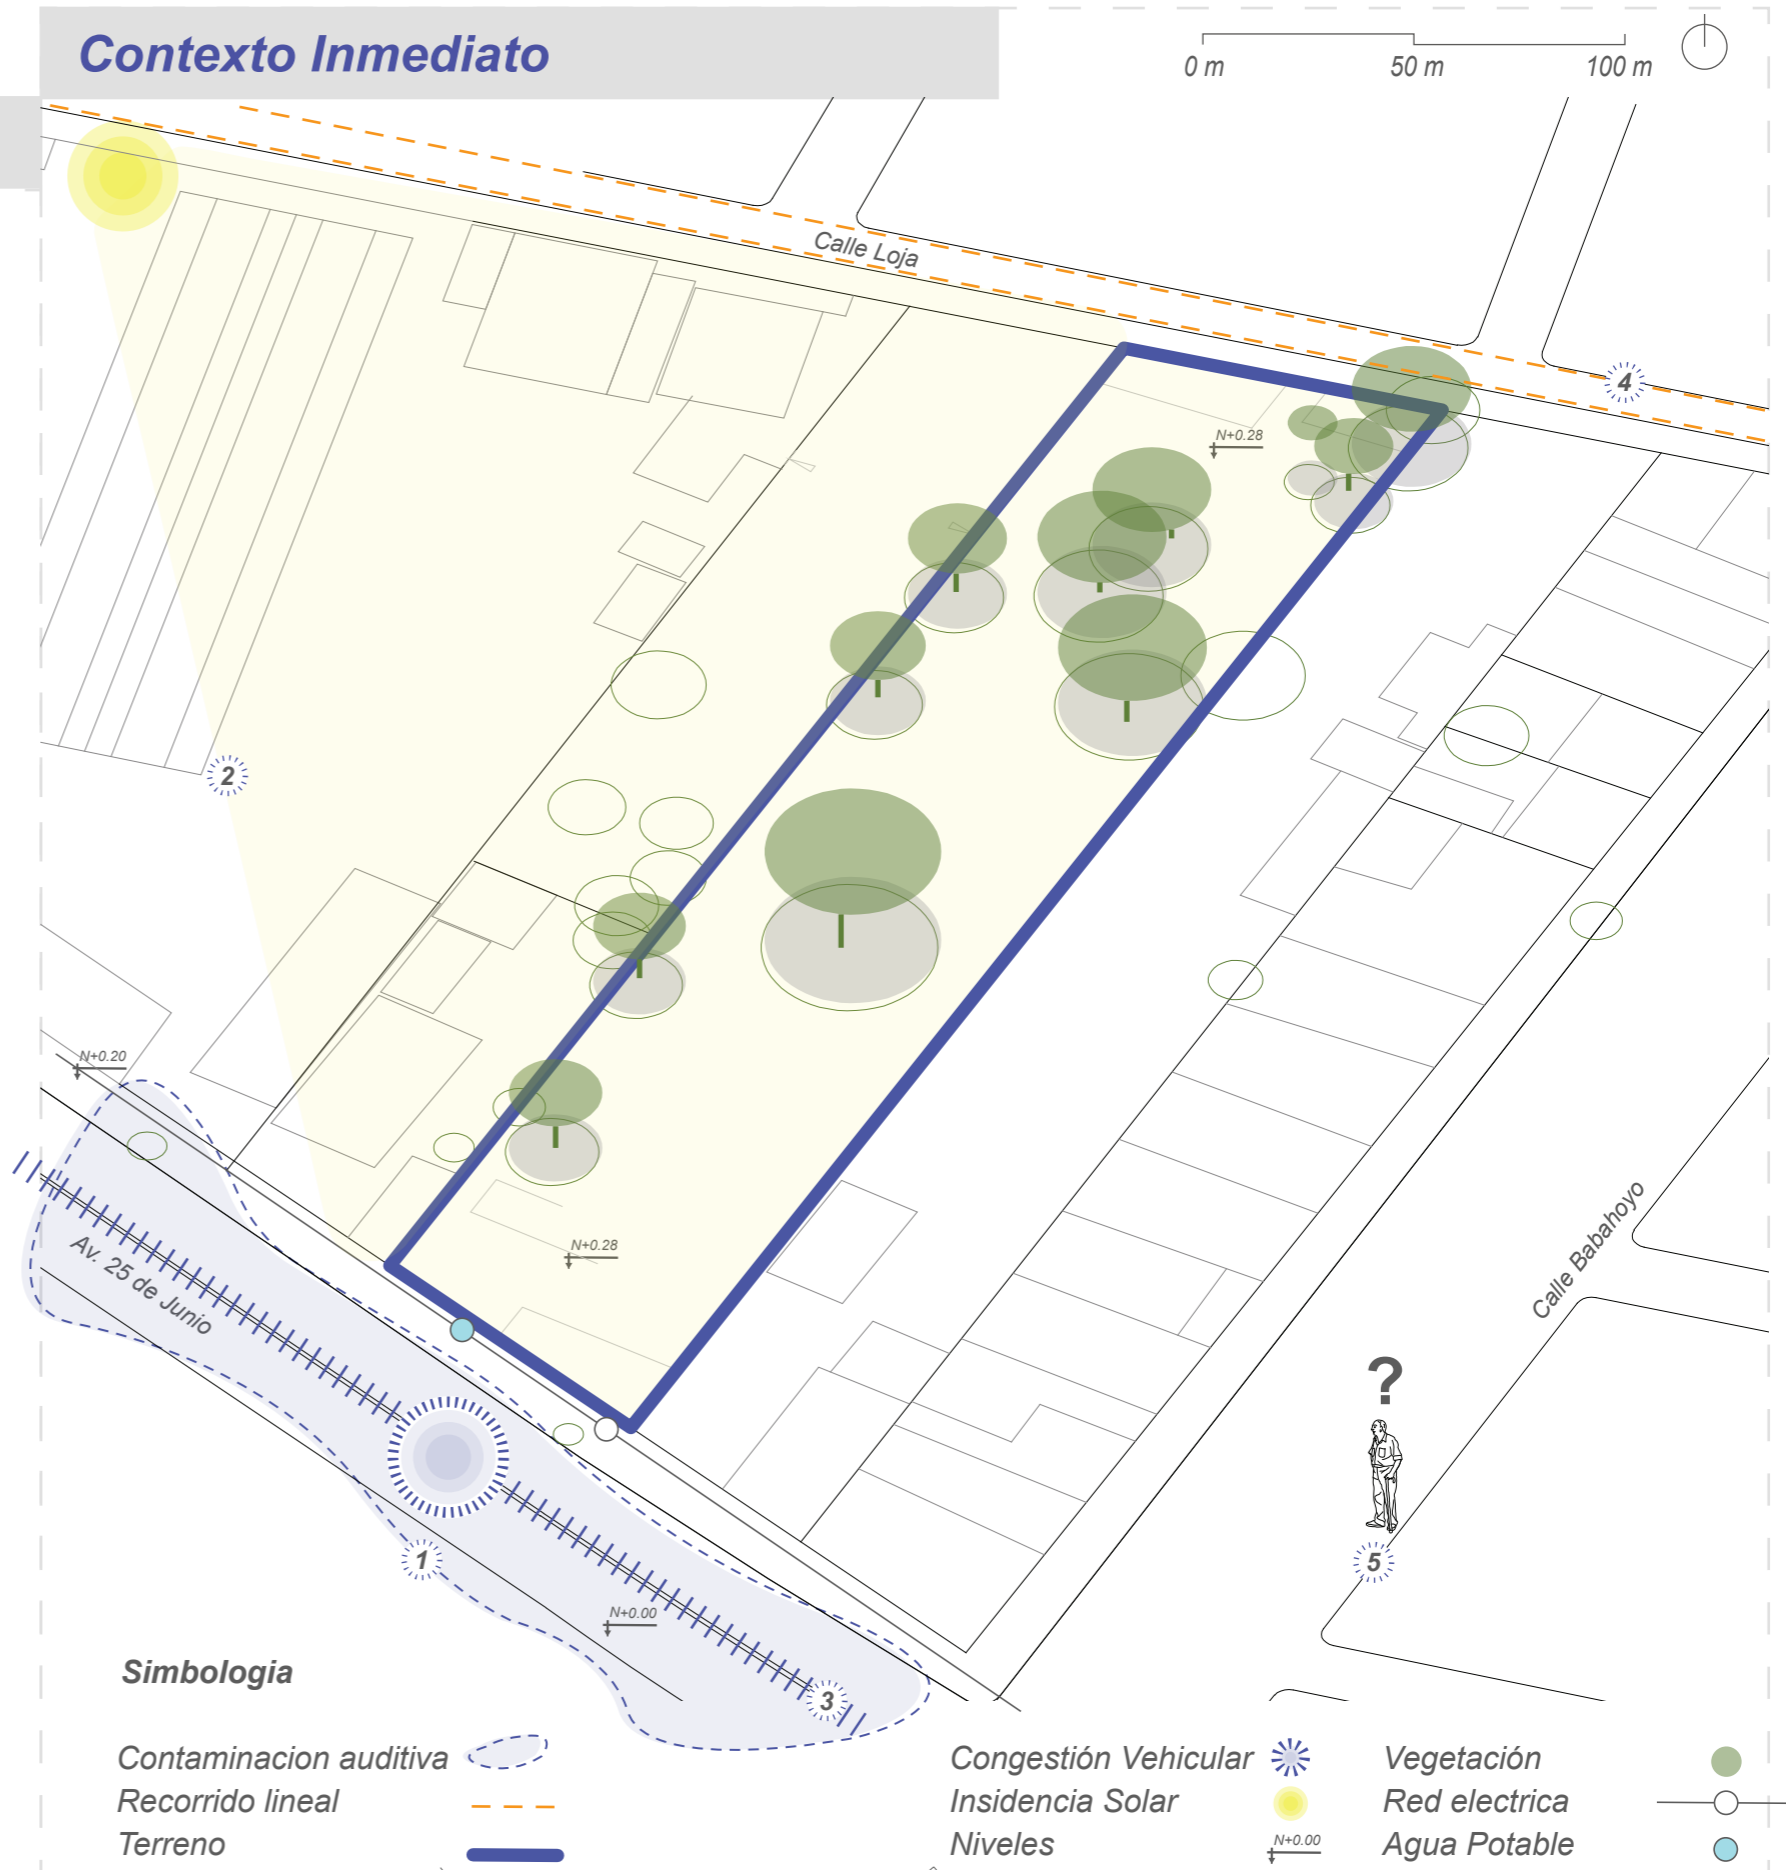 Contexto Inmediato
0 m 50 m 100 m
Calle Loja
4
N+0.28
2
N+0.20
Av. 25 de Junio
N+0.28
Calle Babahoyo
?
1
5
N+0.00
3
Simbologia
Contaminacion auditiva
Recorrido lineal
Terreno
Congestión Vehicular
Insidencia Solar
Niveles
N+0.00
Vegetación
Red electrica
Agua Potable